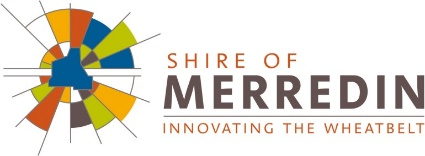 SHIRE OF
MERREDIN
INNOVATING THE WHEATBELT